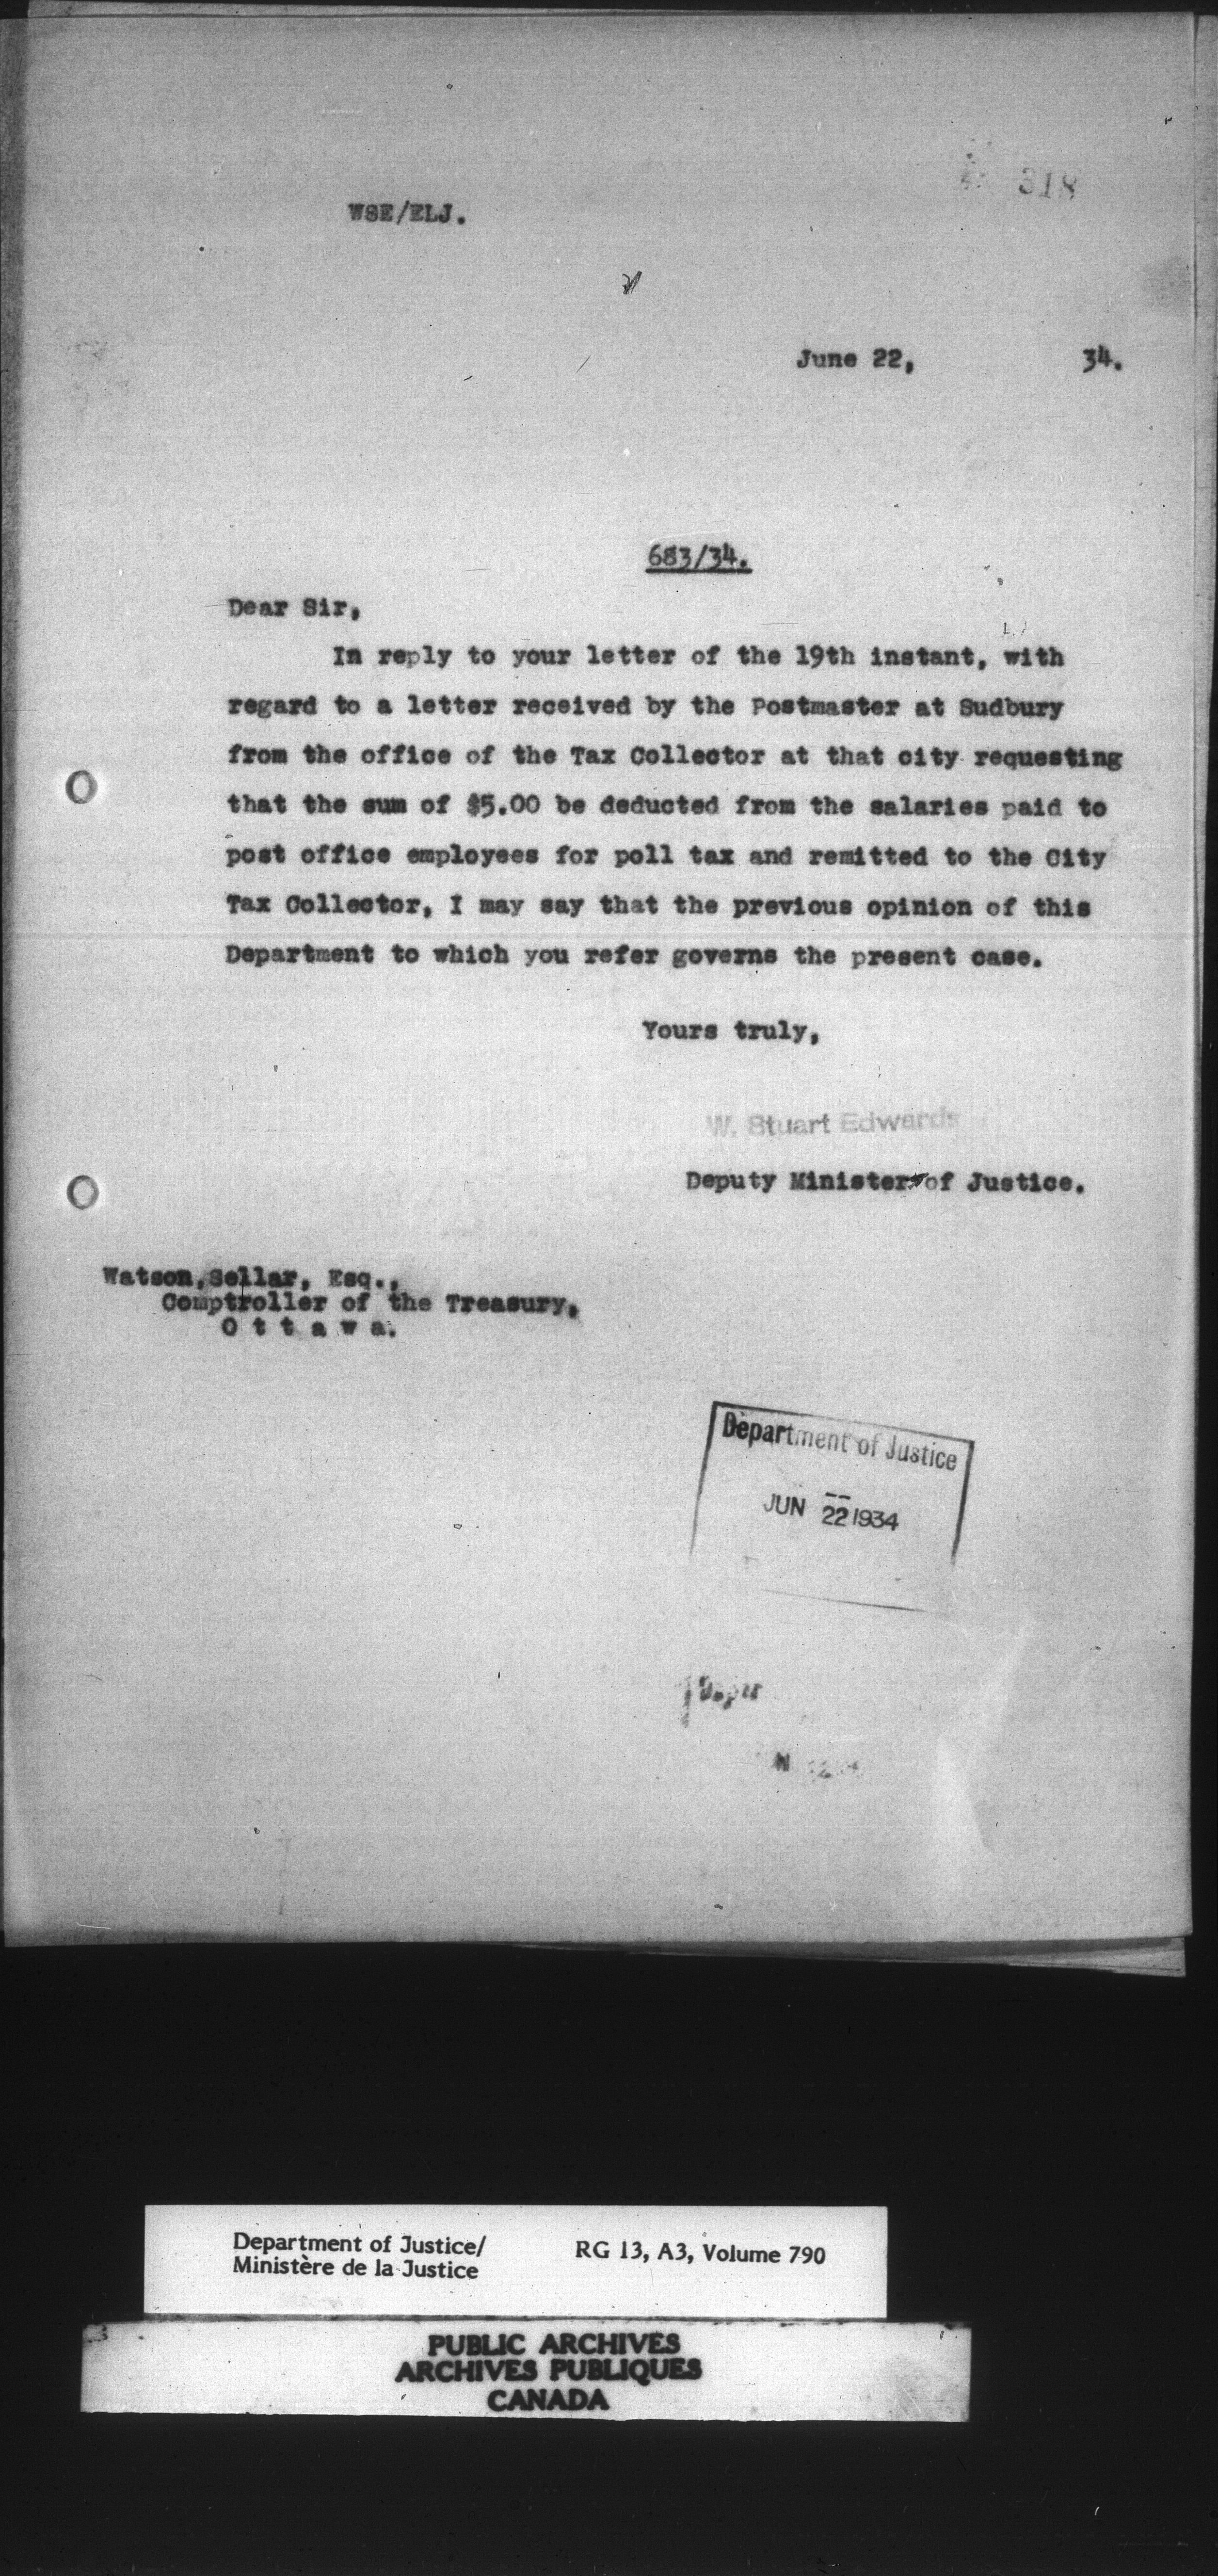 318
WSE/ELJ.
June 22, 34.
683/34.
Dear Sir,
In reply to your letter of the 19th instant, with
regard to a letter received by the Postmaster at Sudbury
from the office of the Tax Collector at that city requesting
that the sum of $5.00 be deducted from the salaries paid to
post office employees for poll tax and remitted to the City
Tax Collector, I may say that the previous opinion of this
Department to which you refer governs the present case.
Yours truly,
W. Stuart Edwards
Deputy Minister of Justice.
Watson Sellar, Esq.,
Comptroller of the Treasury,
O t t a w a.
Department of Justice
JUN 22 1934
Department of Justice/ RG 13, A3, Volume 790
Ministère de la Justice
PUBLIC ARCHIVES
ARCHIVES PUBLIQUES
CANADA